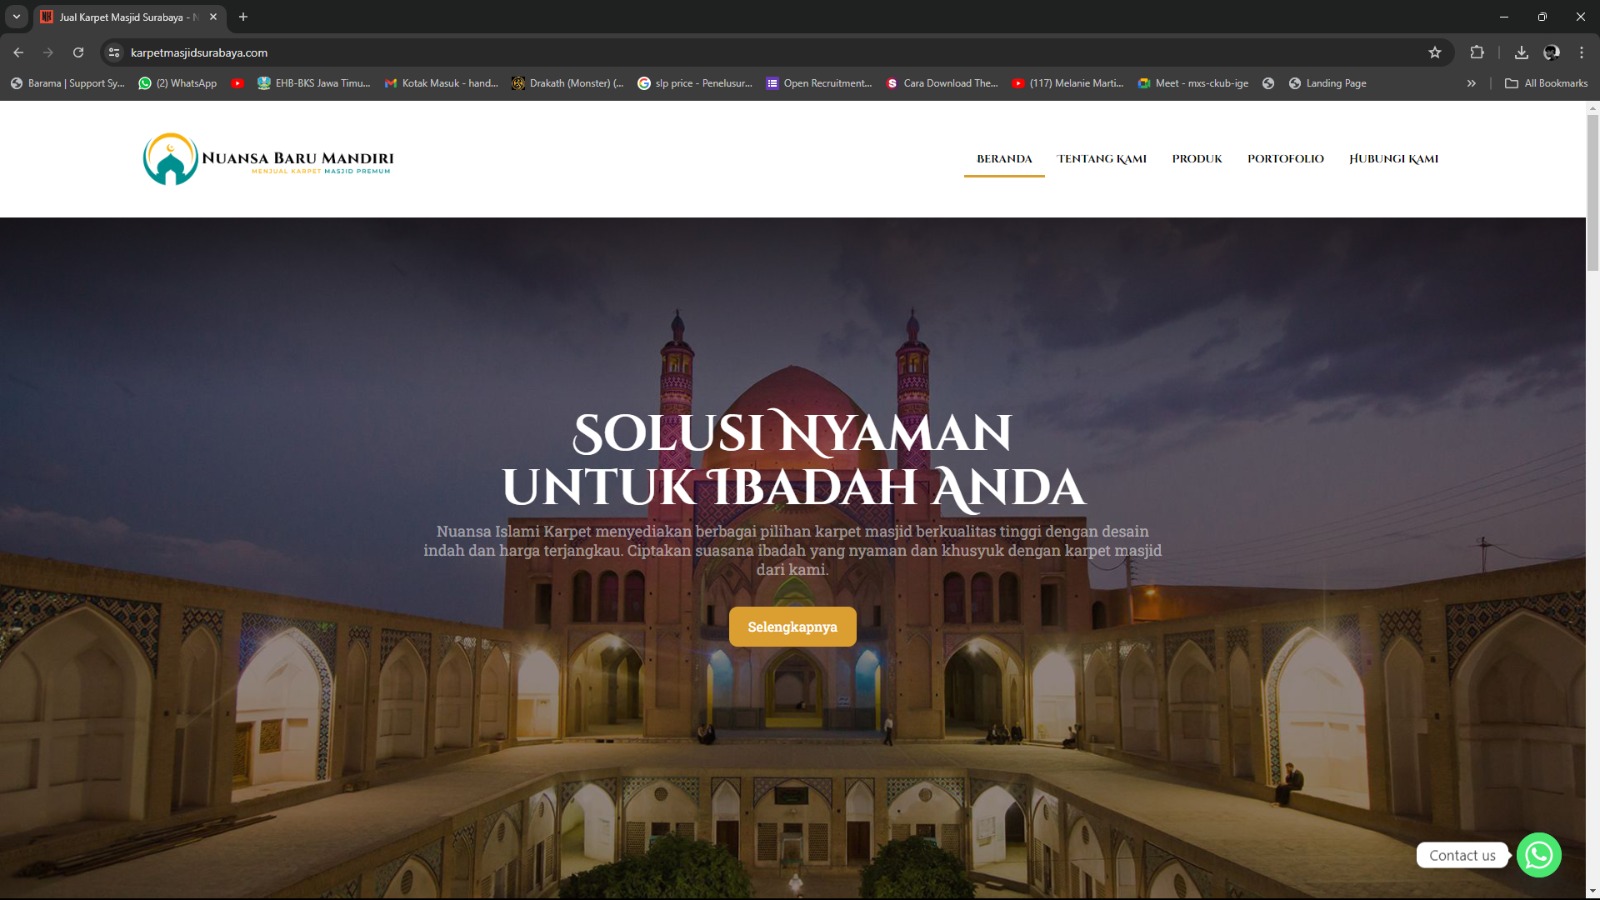 Jual Karpet Masjid Surabaya - N
karpetmasjidsurabaya.com
Barama | Support Sy...
(2) WhatsApp
EHB-BKS Jawa Timu...
Kotak Masuk - hand...
Drakath (Monster) (...
slp price - Penelusur...
Open Recruitment...
Cara Download The...
(117) Melanie Marti...
Meet - mxs-ckub-ige
Landing Page
All Bookmarks
NUANSA BARU MANDIRI
MENJUAL KARPET MASJID PREMIUM
BERANDA
TENTANG KAMI
PRODUK
PORTOFOLIO
HUBUNGI KAMI
SOLUSI NYAMAN
UNTUK IBADAH ANDA
Nuansa Islami Karpet menyediakan berbagai pilihan karpet masjid berkualitas tinggi dengan desain
indah dan harga terjangkau. Ciptakan suasana ibadah yang nyaman dan khusyuk dengan karpet masjid
dari kami.
Selengkapnya
Contact us